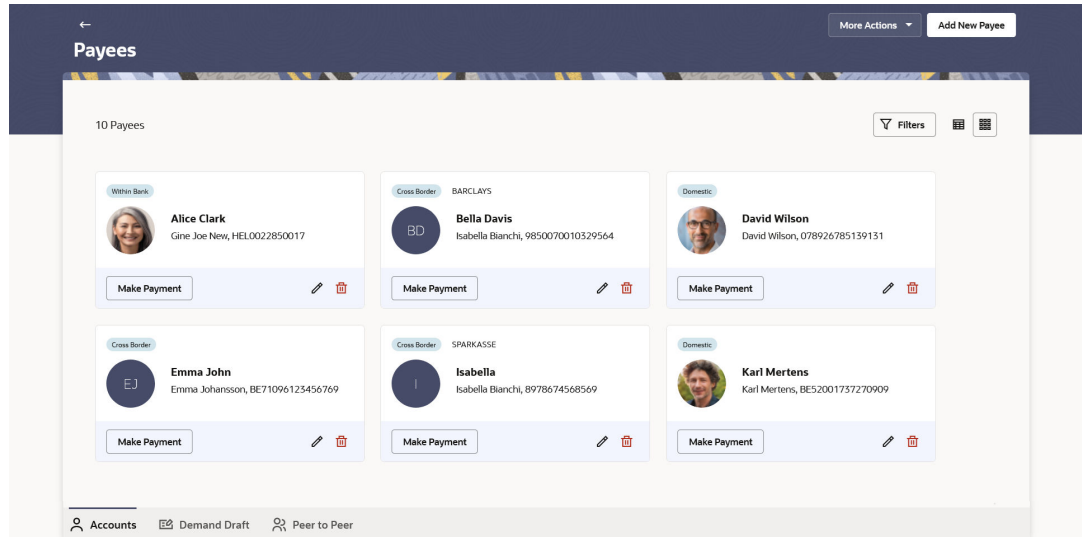 More Actions Add New Payee
Payees
10 Payees
Filters
Within Bank
Alice Clark
Gine Joe New, HEL0022850017
Make Payment
Cross Border BARCLAYS
BD
Bella Davis
Isabella Bianchi, 9850070010329564
Make Payment
Domestic
David Wilson
David Wilson, 078926785139131
Make Payment
Cross Border
EJ
Emma John
Emma Johansson, BE71096123456769
Make Payment
Cross Border SPARKASSE
I
Isabella
Isabella Bianchi, 8978674568569
Make Payment
Domestic
Karl Mertens
Karl Mertens, BE52001737270909
Make Payment
Accounts Demand Draft Peer to Peer